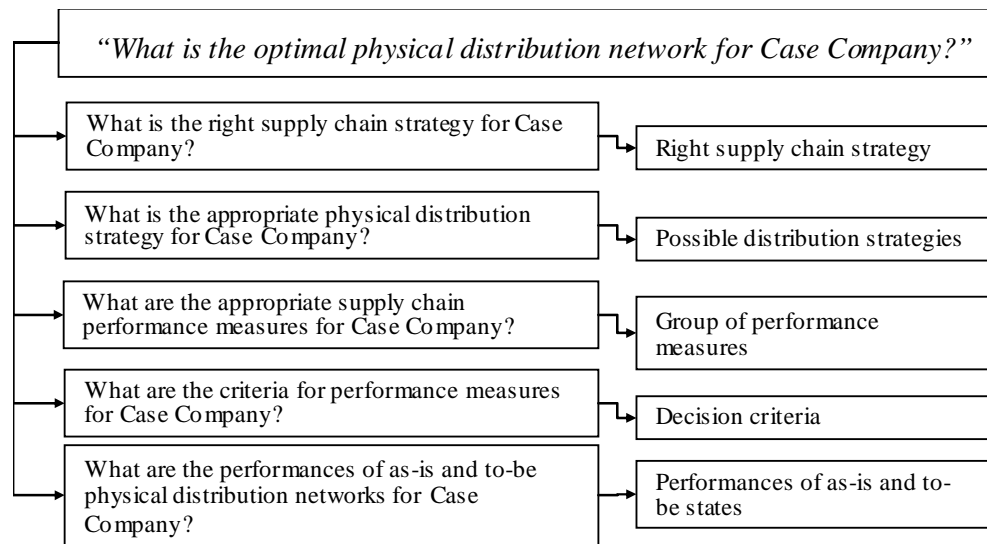 “What is the optimal physical distribution network for Case Company?”
What is the right supply chain strategy for Case
Company?
Right supply chain strategy
What is the appropriate physical distribution
strategy for Case Company?
Possible distribution strategies
What are the appropriate supply chain
performance measures for Case Company?
Group of performance
measures
What are the criteria for performance measures
for Case Company?
Decision criteria
What are the performances of as-is and to-be
physical distribution networks for Case
Company?
Performances of as-is and to-
be states